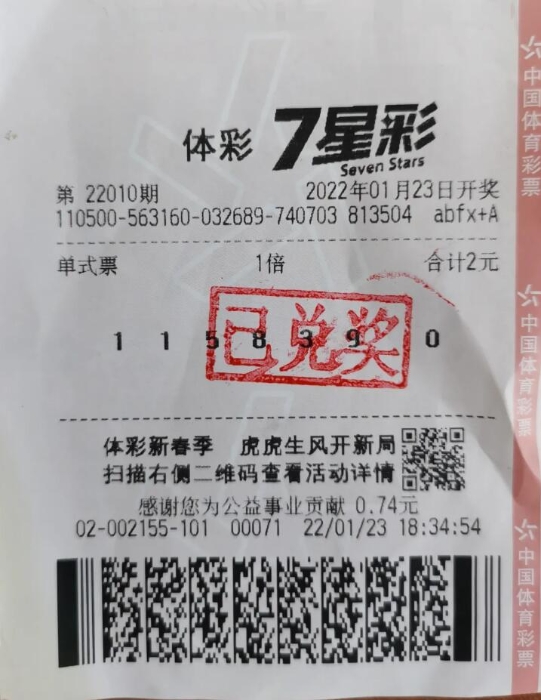 体彩 7星彩
Seven Stars
第 22010期 2022年01月23日开奖
110500-563160-032689-740703 813504 abfx+A
单式票 1倍 合计2元
1 1 5 8 3 9 0
已兑奖
体彩新春季 虎虎生风开新局
扫描右侧二维码查看活动详情
感谢您为公益事业贡献 0.74元
02-002155-101 00071 22/01/23 18:34:54
中国体育彩票
中国体育彩票
中国体育彩票